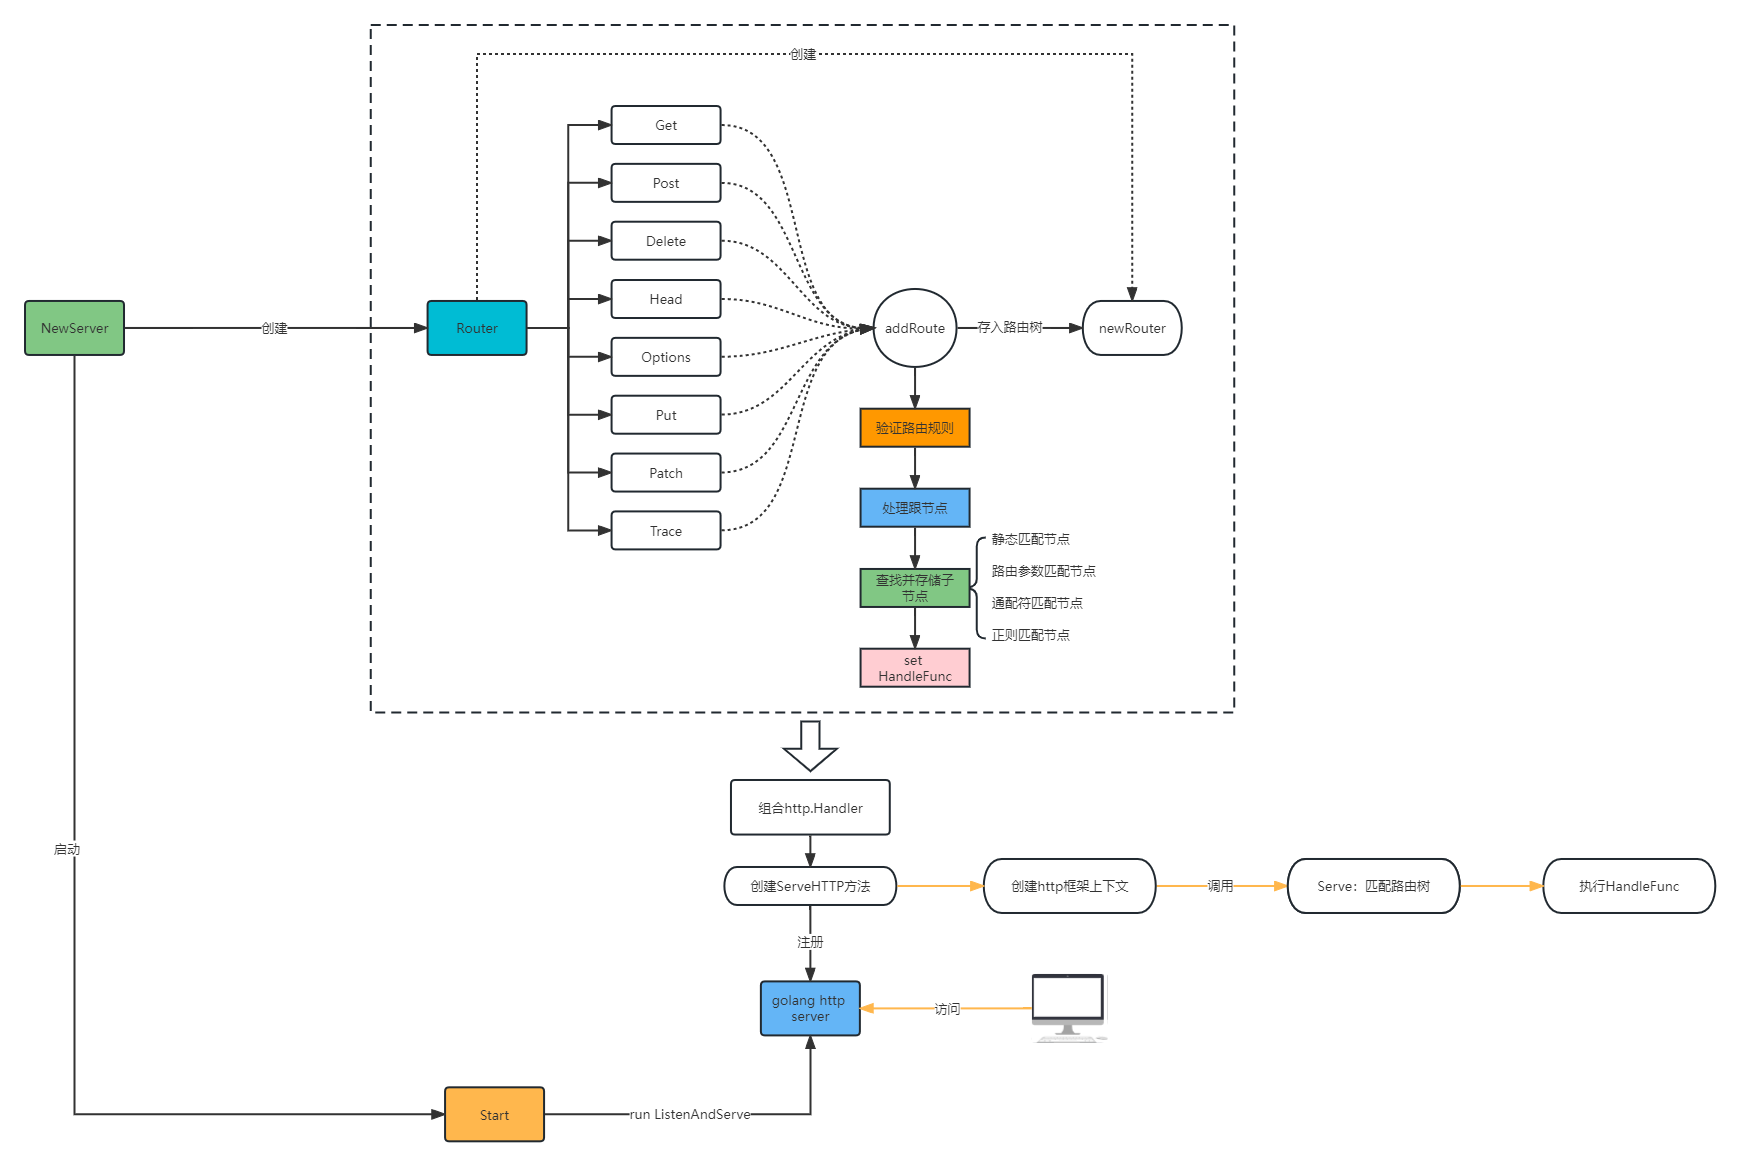 创建
Get
Post
Delete
Head
NewServer
创建
Router
Options
addRoute
存入路由树
newRouter
Put
验证路由规则
Patch
处理跟节点
Trace
静态匹配节点
路由参数匹配节点
查找并存储子
节点
通配符匹配节点
正则匹配节点
set
HandleFunc
组合http.Handler
启动
创建ServeHTTP方法
创建http框架上下文
调用
Serve：匹配路由树
执行HandleFunc
注册
golang http
server
访问
Start
run ListenAndServe